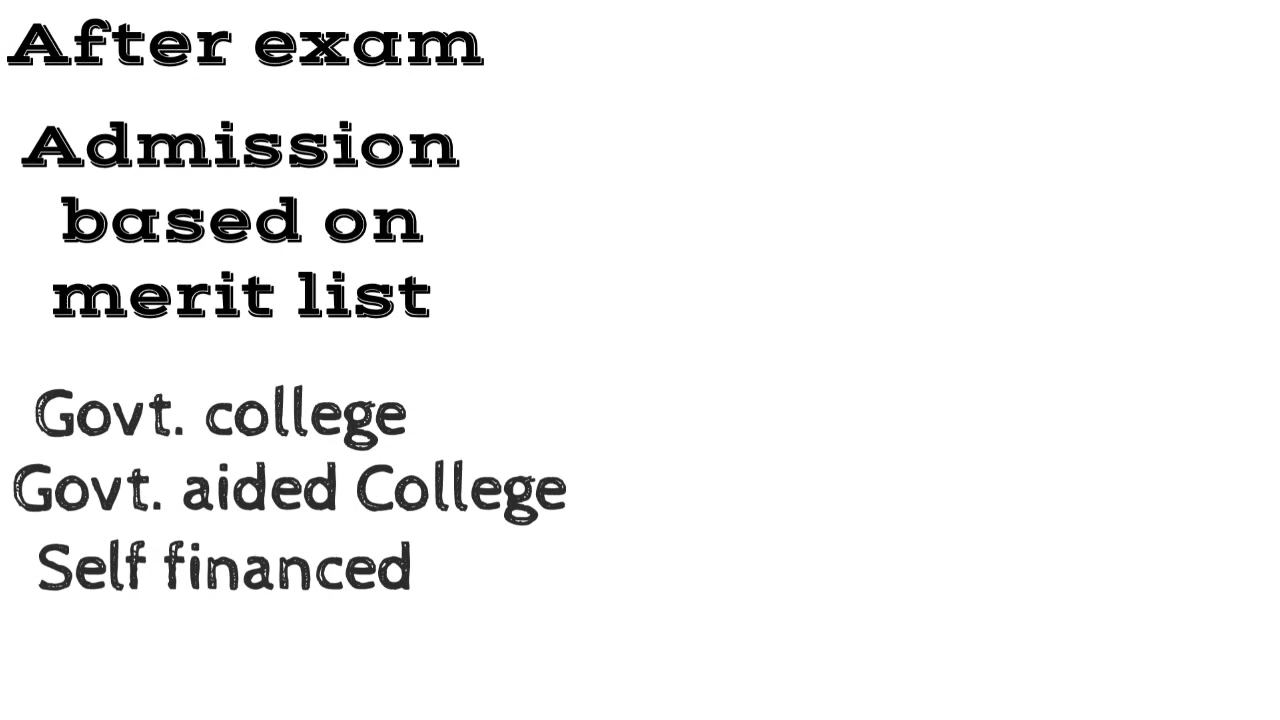 After exam
Admission
based on
merit list
Govt. college
Govt. aided College
Self financed